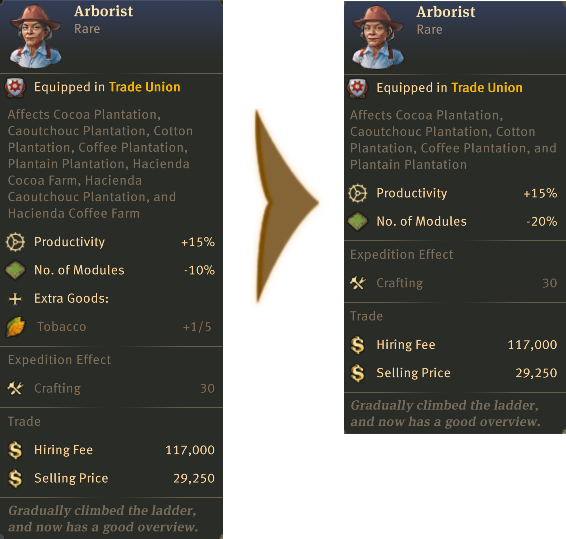 Arborist
Rare
Equipped in Trade Union
Affects Cocoa Plantation,
Caoutchouc Plantation, Cotton
Plantation, Coffee Plantation,
Plantain Plantation, Hacienda
Cocoa Farm, Hacienda
Caoutchouc Plantation, and
Hacienda Coffee Farm
Productivity +15%
No. of Modules -10%
Extra Goods:
Tobacco +1/5
Expedition Effect
Crafting 30
Trade
Hiring Fee 117,000
Selling Price 29,250
Gradually climbed the ladder,
and now has a good overview.
Arborist
Rare
Equipped in Trade Union
Affects Cocoa Plantation,
Caoutchouc Plantation, Cotton
Plantation, Coffee Plantation, and
Plantain Plantation
Productivity +15%
No. of Modules -20%
Expedition Effect
Crafting 30
Trade
Hiring Fee 117,000
Selling Price 29,250
Gradually climbed the ladder,
and now has a good overview.